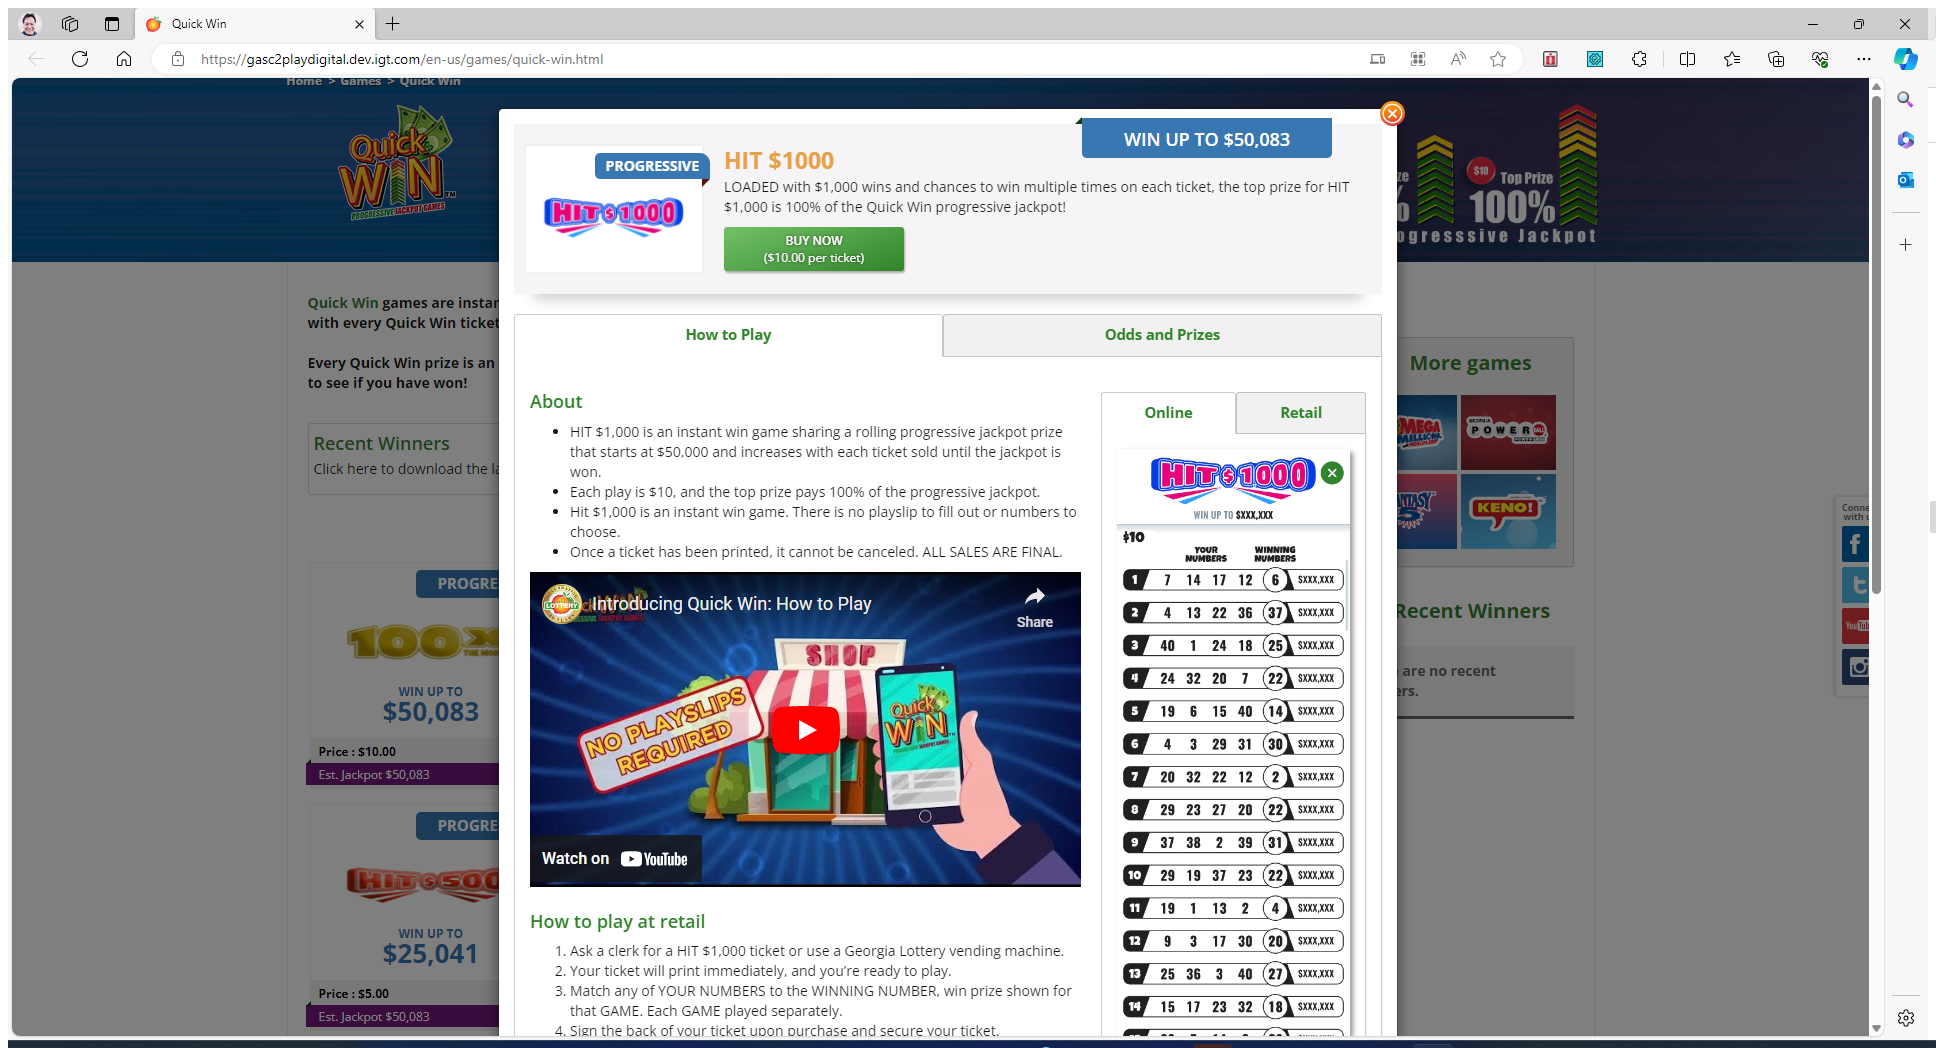 Quick Win
https://gasc2playdigital.dev.igt.com/en-us/games/quick-win.html
Home > Games > Quick Win
Quick
WIN
PROGRESSIVE JACKPOT GAMES
$10 Top Prize
100%
Jackpot
PROGRESSIVE
HIT $1000
WIN UP TO $50,083
HIT $1000
LOADED with $1,000 wins and chances to win multiple times on each ticket, the top prize for HIT
$1,000 is 100% of the Quick Win progressive jackpot!
BUY NOW
($10.00 per ticket)
Quick Win games are instan
with every Quick Win ticket
Every Quick Win prize is an
to see if you have won!
Recent Winners
Click here to download the la
PROGRE
100X
THE MON
WIN UP TO
$50,083
Price : $10.00
Est. Jackpot $50,083
PROGRE
HIT $500
WIN UP TO
$25,041
Price : $5.00
Est. Jackpot $50,083
How to Play
Odds and Prizes
About
• HIT $1,000 is an instant win game sharing a rolling progressive jackpot prize
that starts at $50,000 and increases with each ticket sold until the jackpot is
won.
• Each play is $10, and the top prize pays 100% of the progressive jackpot.
• Hit $1,000 is an instant win game. There is no playslip to fill out or numbers to
choose.
• Once a ticket has been printed, it cannot be canceled. ALL SALES ARE FINAL.
LOTTERY
Introducing Quick Win: How to Play
Share
SHOP
NO PLAYSLIPS
REQUIRED
Quick
WIN
Watch on YouTube
How to play at retail
1. Ask a clerk for a HIT $1,000 ticket or use a Georgia Lottery vending machine.
2. Your ticket will print immediately, and you’re ready to play.
3. Match any of YOUR NUMBERS to the WINNING NUMBER, win prize shown for
that GAME. Each GAME played separately.
4. Sign the back of your ticket upon purchase and secure your ticket.
Online
Retail
HIT $1000
WIN UP TO $XXX,XXX
$10
YOUR NUMBERS WINNING NUMBERS
1 7 14 17 12 6 $XXX,XXX
2 4 13 22 36 37 $XXX,XXX
3 40 1 24 18 25 $XXX,XXX
4 24 32 20 7 22 $XXX,XXX
5 19 6 15 40 14 $XXX,XXX
6 4 3 29 31 30 $XXX,XXX
7 20 32 22 12 2 $XXX,XXX
8 29 23 27 20 22 $XXX,XXX
9 37 38 2 39 31 $XXX,XXX
10 29 19 37 23 22 $XXX,XXX
11 19 1 13 2 4 $XXX,XXX
12 9 3 17 30 20 $XXX,XXX
13 25 36 3 40 27 $XXX,XXX
14 15 17 23 32 18 $XXX,XXX
More games
MEGA
MILLIONS
POWER
FANTASY
5
KENO!
Recent Winners
are no recent
ers.
Conne
with u
f
t
You Tub